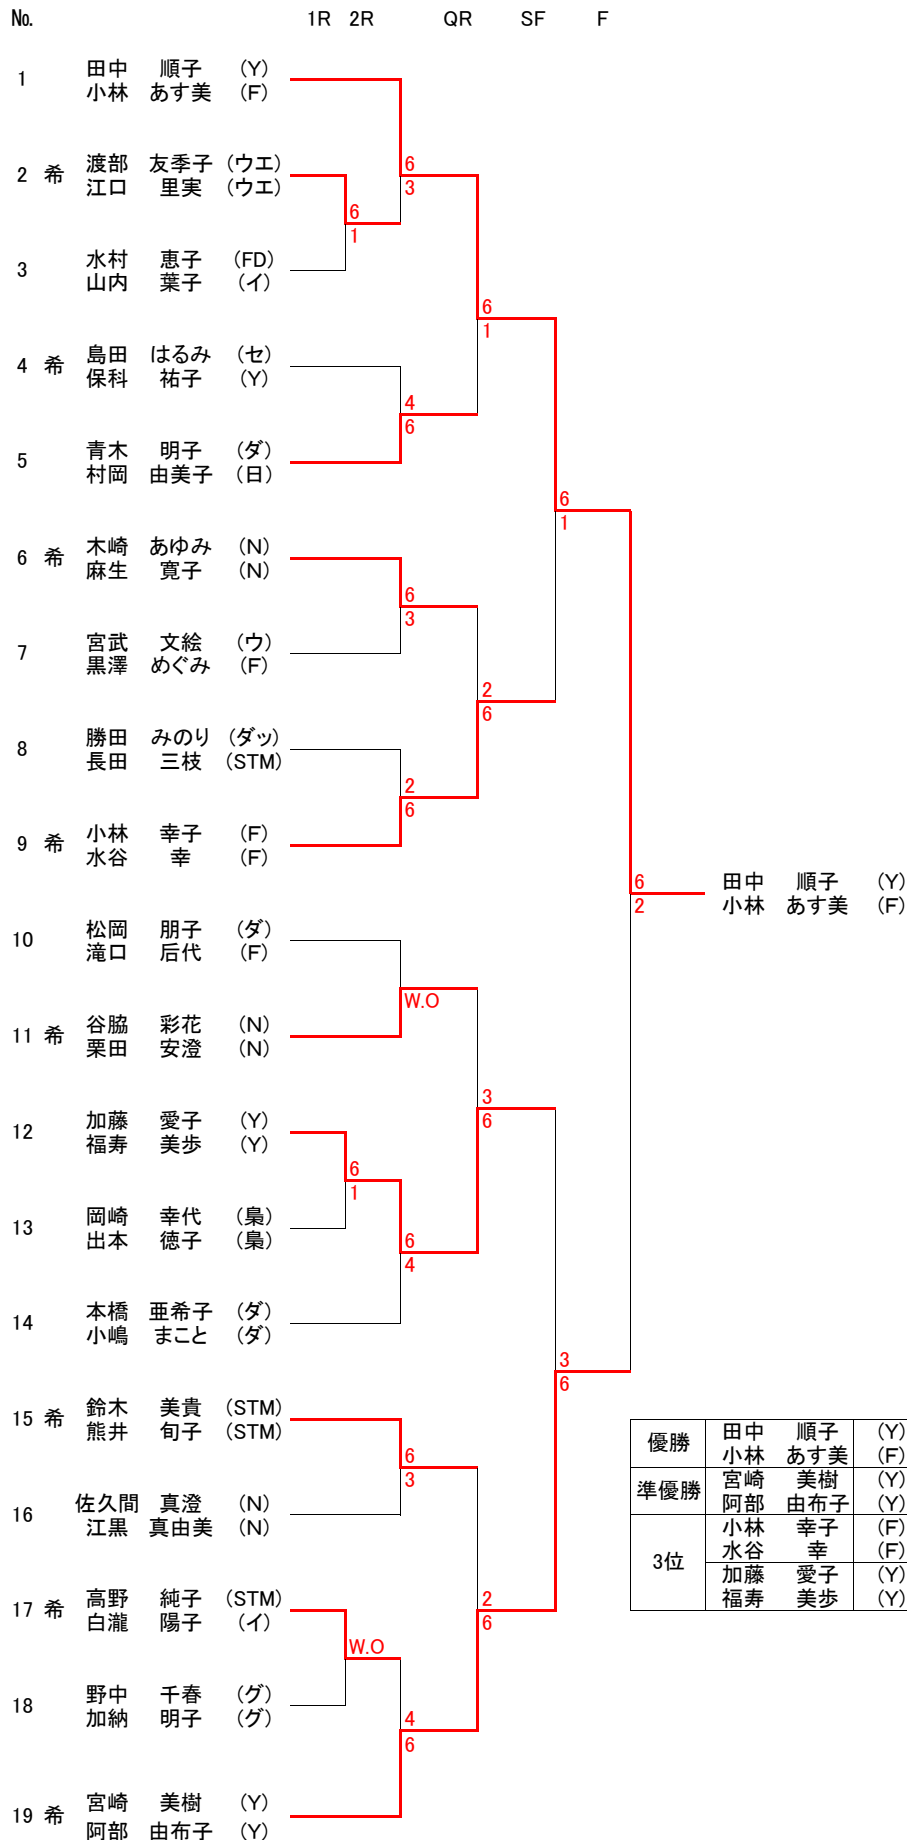 No. 1R 2R QR SF F
田中 順子 (Y)
1
小林 あす美 (F)
渡部 友季子 (ウエ) 6
2 希
江口 里実 (ウエ) 3
6
1
水村 恵子 (FD)
3
山内 葉子 (イ)
6
1
島田 はるみ (セ)
4 希
保科 祐子 (Y)
4
6
青木 明子 (ダ)
5
村岡 由美子 (日)
6
1
木崎 あゆみ (N)
6 希
麻生 寛子 (N)
6
3
宮武 文絵 (ウ)
7
黒澤 めぐみ (F)
2
6
勝田 みのり (ダッ)
8
長田 三枝 (STM)
2
6
小林 幸子 (F)
9 希
水谷 幸 (F)
6 田中 順子 (Y)
2 小林 あす美 (F)
松岡 朋子 (ダ)
10
滝口 后代 (F)
W.O
谷脇 彩花 (N)
11 希
栗田 安澄 (N)
3
6
加藤 愛子 (Y)
12
福寿 美歩 (Y)
6
1
岡崎 幸代 (梟)
13
出本 徳子 (梟)
6
4
本橋 亜希子 (ダ)
14
小嶋 まこと (ダ)
3
6
鈴木 美貴 (STM)
15 希
熊井 旬子 (STM)
6
3
佐久間 真澄 (N)
16
江黒 真由美 (N)
高野 純子 (STM)
17 希
白瀧 陽子 (イ)
2
6
W.O
野中 千春 (グ)
18
加納 明子 (グ)
4
6
宮崎 美樹 (Y)
19 希
阿部 由布子 (Y)
優勝 田中 順子 (Y)
小林 あす美 (F)
準優勝 宮崎 美樹 (Y)
阿部 由布子 (Y)
3位 小林 幸子 (F)
水谷 幸 (F)
加藤 愛子 (Y)
福寿 美歩 (Y)